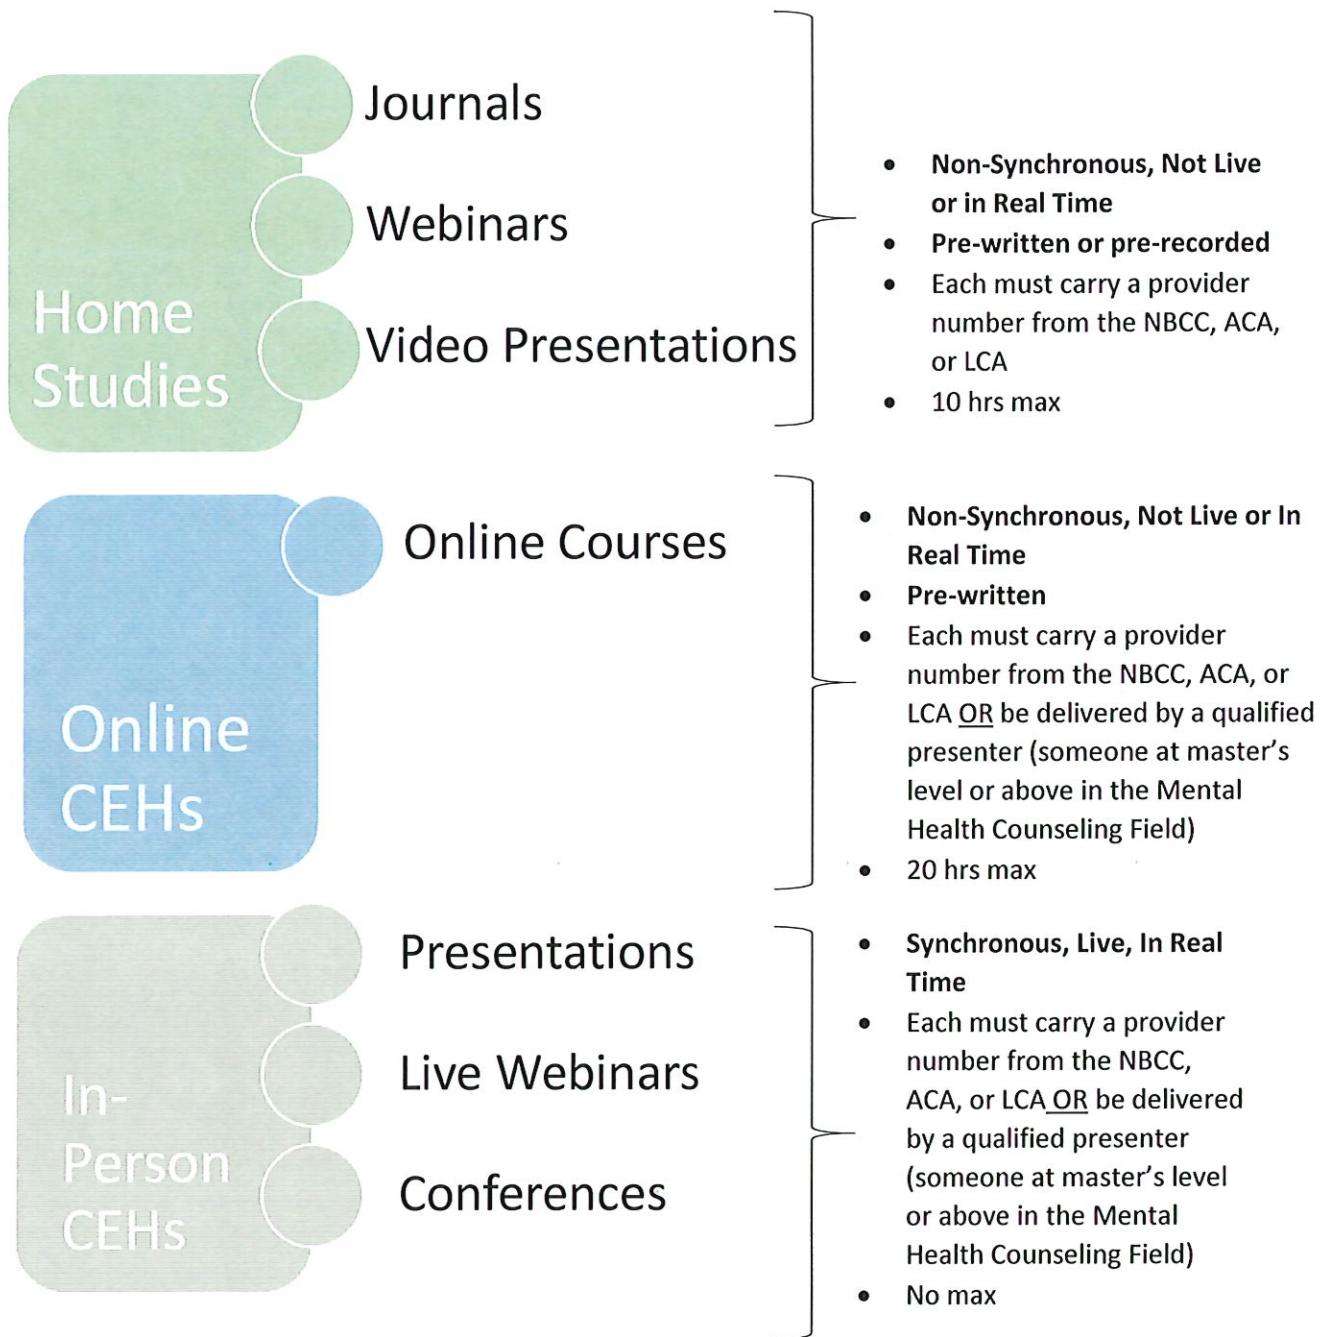 Home
Studies
Journals
Webinars
Video Presentations
• Non-Synchronous, Not Live
or in Real Time
• Pre-written or pre-recorded
• Each must carry a provider
number from the NBCC, ACA,
or LCA
• 10 hrs max
Online
CEHs
Online Courses
• Non-Synchronous, Not Live or In
Real Time
• Pre-written
• Each must carry a provider
number from the NBCC, ACA, or
LCA OR be delivered by a qualified
presenter (someone at master's
level or above in the Mental
Health Counseling Field)
• 20 hrs max
In-
Person
CEHs
Presentations
Live Webinars
Conferences
• Synchronous, Live, In Real
Time
• Each must carry a provider
number from the NBCC,
ACA, or LCA OR be delivered
by a qualified presenter
(someone at master's level
or above in the Mental
Health Counseling Field)
• No max